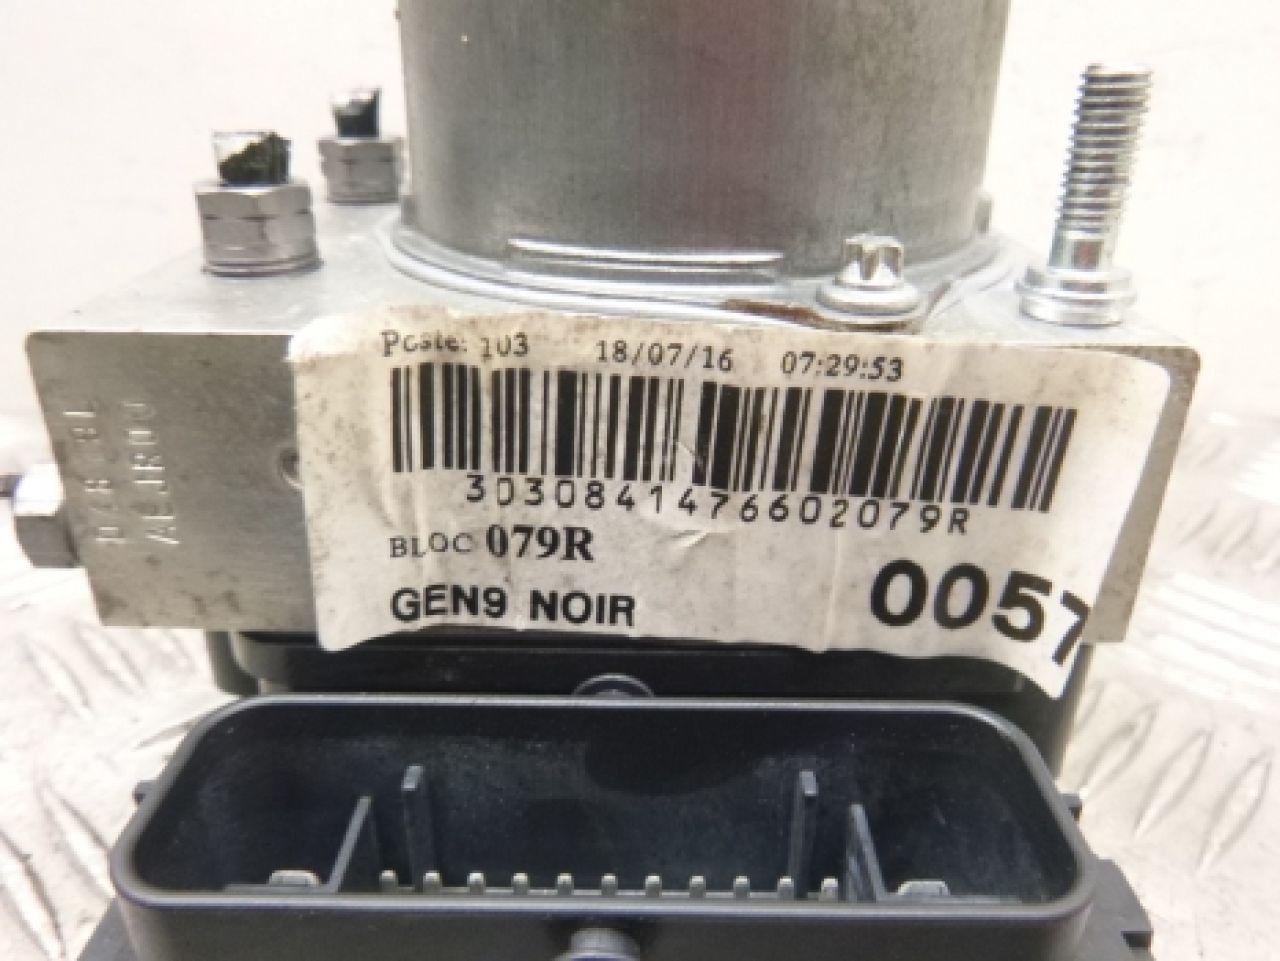 Poste: 103 18/07/16 07:29:53
3030841476602079R
BLOC 079R
GEN9 NOIR
0057